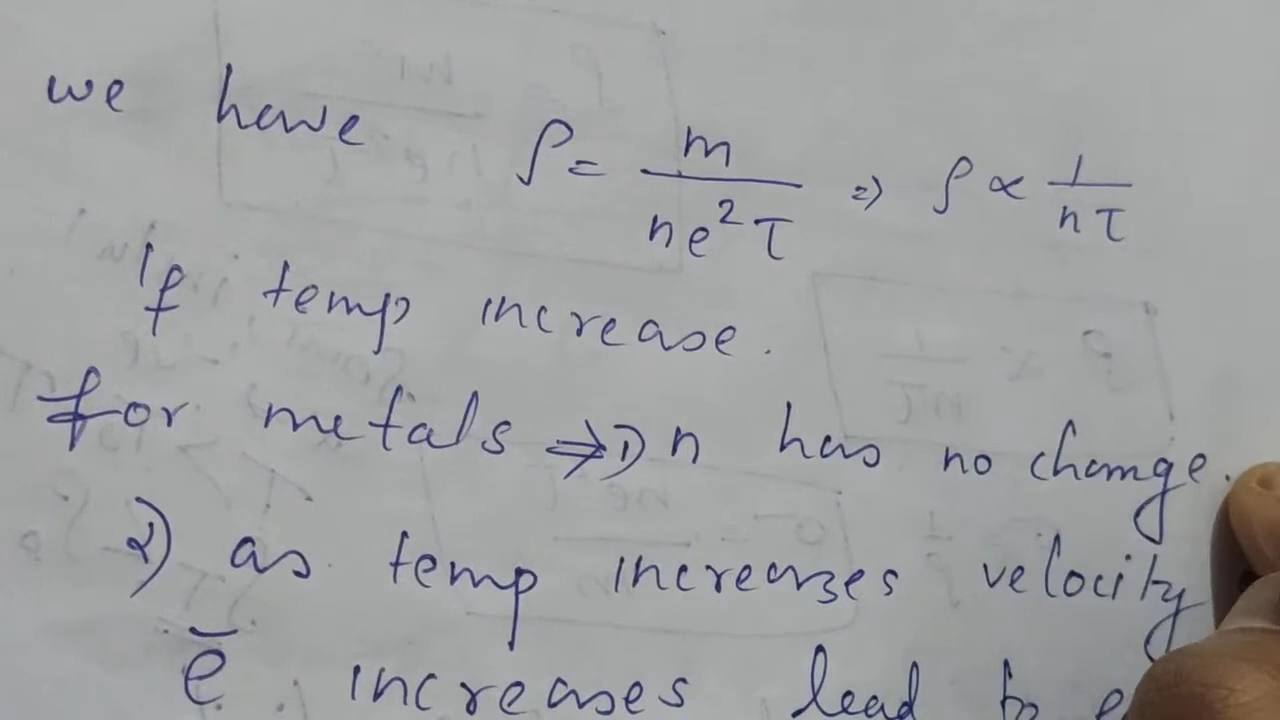 we have ρ = m / ne²τ ⇒ ρ ∝ 1 / nτ
If temp increase.
for metals ⇒ 1) n has no change.
2) as temp increases velocity
e̅ increases lead to